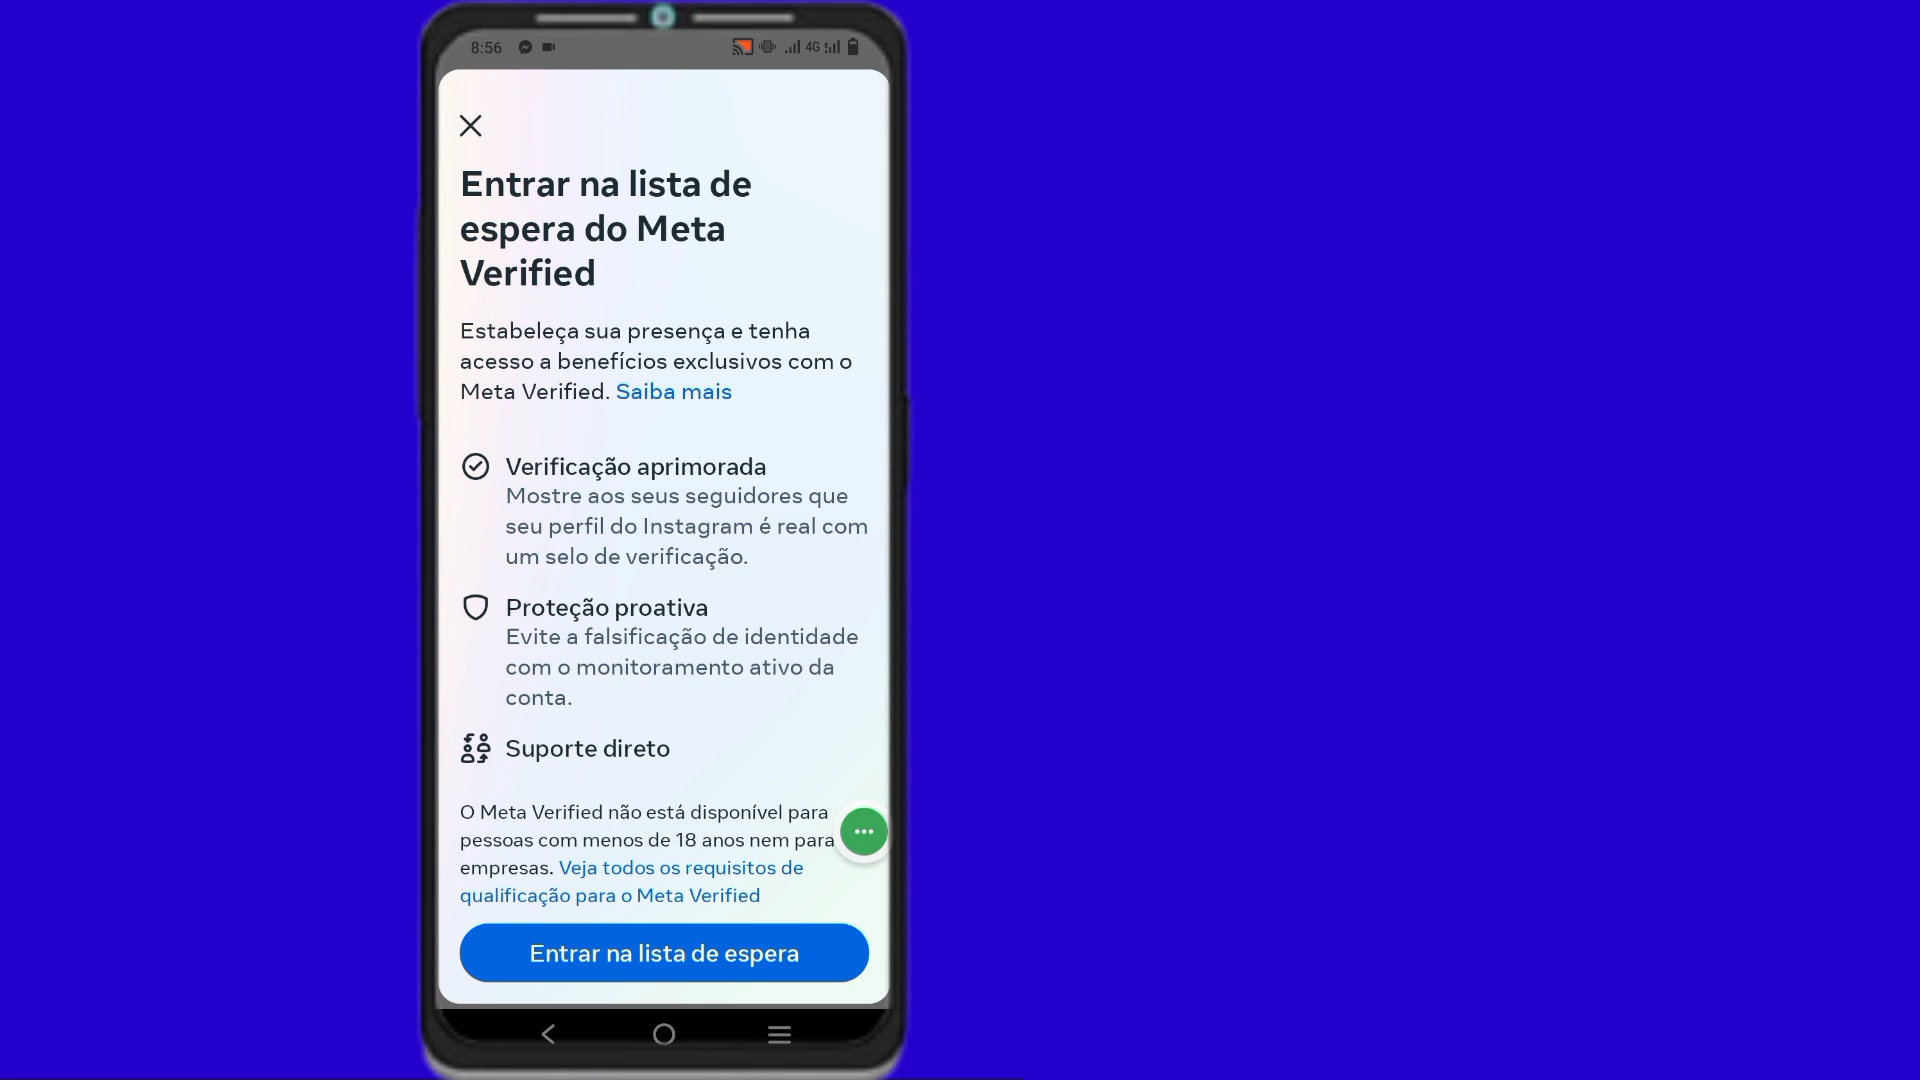 8:56
4G
Entrar na lista de
espera do Meta
Verified
Estabeleça sua presença e tenha
acesso a benefícios exclusivos com o
Meta Verified. Saiba mais
Verificação aprimorada
Mostre aos seus seguidores que
seu perfil do Instagram é real com
um selo de verificação.
Proteção proativa
Evite a falsificação de identidade
com o monitoramento ativo da
conta.
Suporte direto
O Meta Verified não está disponível para
pessoas com menos de 18 anos nem para
empresas. Veja todos os requisitos de
qualificação para o Meta Verified
Entrar na lista de espera